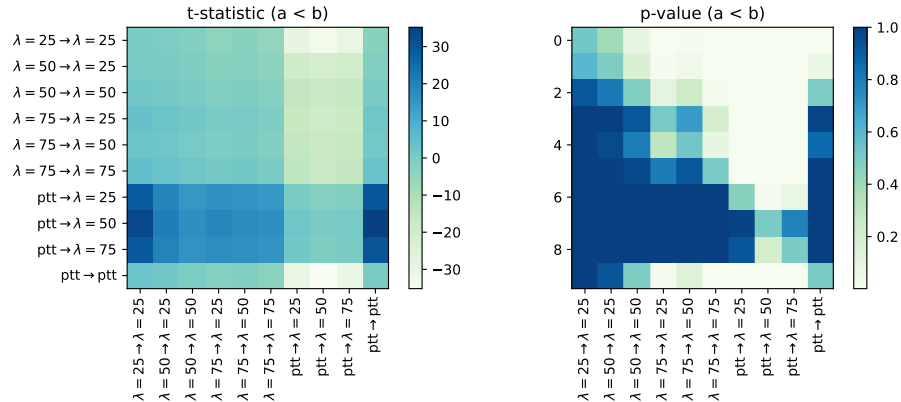 t-statistic (a < b)
λ = 25→λ = 25
λ = 50→λ = 25
λ = 50→λ = 50
λ = 75→λ = 25
λ = 75→λ = 50
λ = 75→λ = 75
ptt→λ = 25
ptt→λ = 50
ptt→λ = 75
ptt→ptt
λ = 25→λ = 25
λ = 50→λ = 25
λ = 50→λ = 50
λ = 75→λ = 25
λ = 75→λ = 50
λ = 75→λ = 75
ptt→λ = 25
ptt→λ = 50
ptt→λ = 75
ptt→ptt
30
20
10
0
−10
−20
−30
p-value (a < b)
0
2
4
6
8
λ = 25→λ = 25
λ = 50→λ = 25
λ = 50→λ = 50
λ = 75→λ = 25
λ = 75→λ = 50
λ = 75→λ = 75
ptt→λ = 25
ptt→λ = 50
ptt→λ = 75
ptt→ptt
1.0
0.8
0.6
0.4
0.2